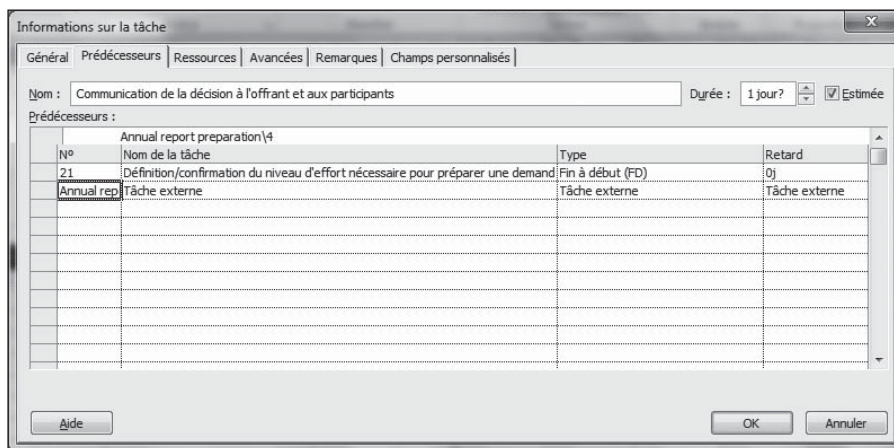 Informations sur la tâche
X
Général Prédécesseurs Ressources Avancées Remarques Champs personnalisés
Nom : Communication de la décision à l'offrant et aux participants Durée : 1 jour? Estimée
Prédécesseurs :
Annual report preparation\4
N° Nom de la tâche Type Retard
21 Définition/confirmation du niveau d'effort nécessaire pour préparer une demand Fin à début (FD) 0j
Annual rep Tâche externe Tâche externe Tâche externe
Aide OK Annuler